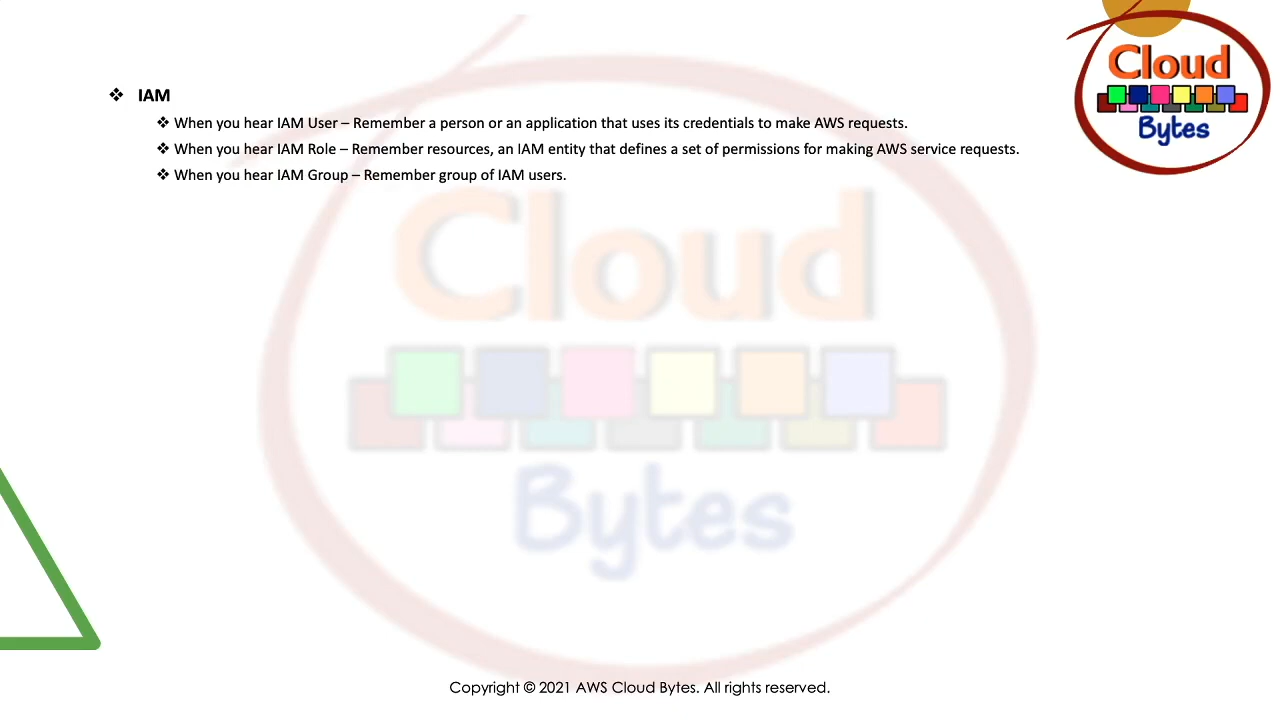 ❖ IAM
❖ When you hear IAM User – Remember a person or an application that uses its credentials to make AWS requests.
❖ When you hear IAM Role – Remember resources, an IAM entity that defines a set of permissions for making AWS service requests.
❖ When you hear IAM Group – Remember group of IAM users.
Cloud
Bytes
Cloud
Bytes
Copyright © 2021 AWS Cloud Bytes. All rights reserved.